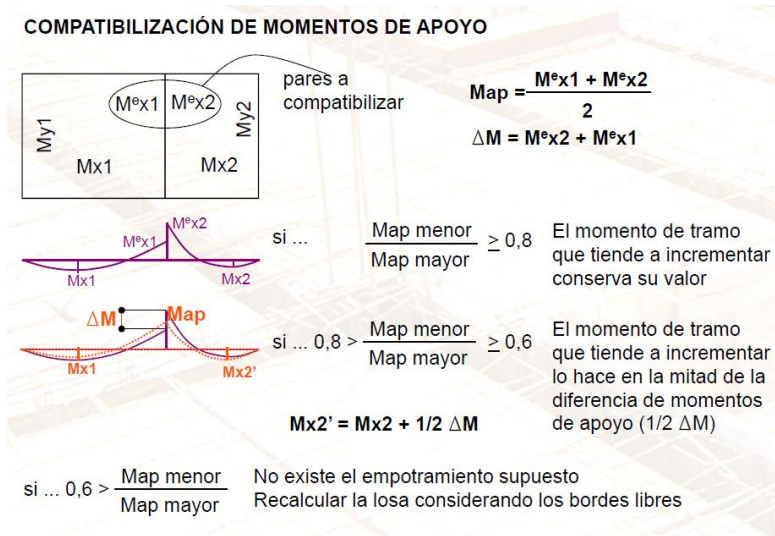 COMPATIBILIZACIÓN DE MOMENTOS DE APOYO
pares a
compatibilizar
Mᵉx1 Mᵉx2
My1
My2
Mx1
Mx2
Map = Mᵉx1 + Mᵉx2
2
ΔM = Mᵉx2 + Mᵉx1
Mᵉx2
Mᵉx1
Mx1
Mx2
si ... Map menor
Map mayor
≥ 0,8
El momento de tramo
que tiende a incrementar
conserva su valor
ΔM
Map
Mx1
Mx2'
si ... 0,8 > Map menor
Map mayor
≥ 0,6
El momento de tramo
que tiende a incrementar
lo hace en la mitad de la
diferencia de momentos
de apoyo (1/2 ΔM)
Mx2' = Mx2 + 1/2 ΔM
si ... 0,6 > Map menor
Map mayor
No existe el empotramiento supuesto
Recalcular la losa considerando los bordes libres